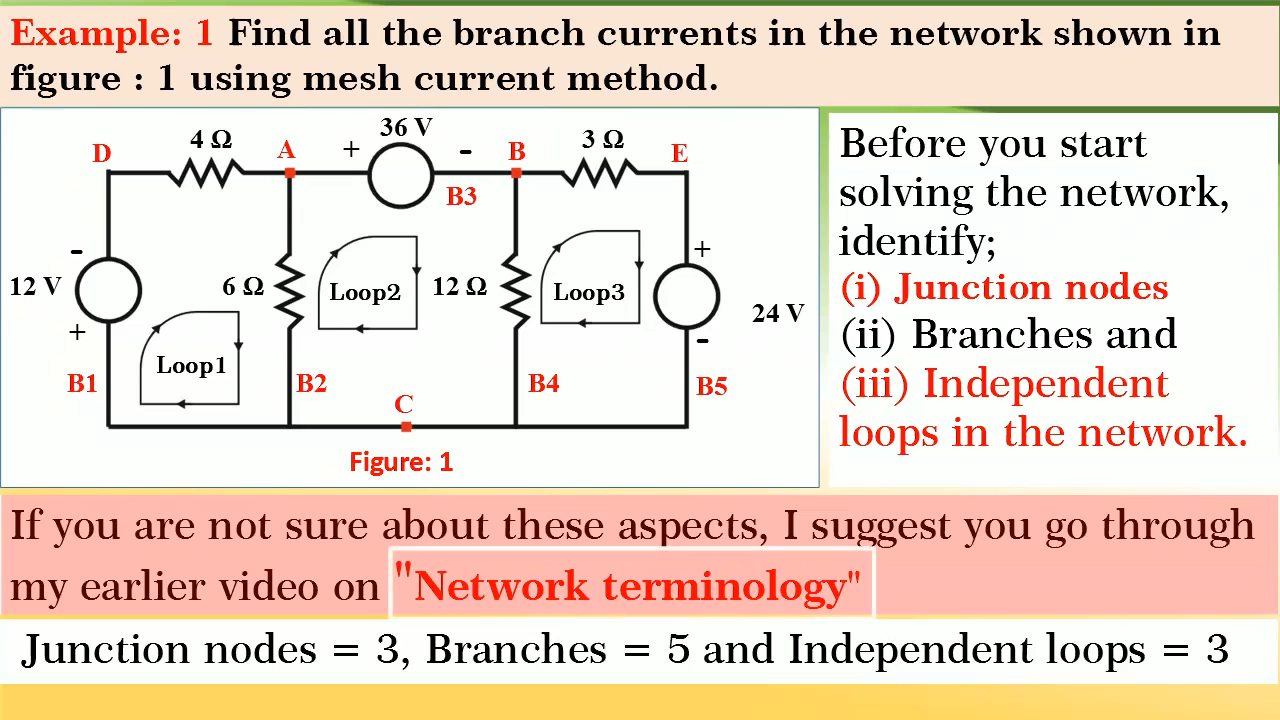 Example: 1 Find all the branch currents in the network shown in
figure : 1 using mesh current method.
D
4 Ω
A
+
36 V
-
B
3 Ω
E
B3
-
12 V
+
6 Ω
Loop2
12 Ω
Loop3
+
24 V
-
Loop1
B1
B2
C
B4
B5
Figure: 1
Before you start
solving the network,
identify;
(i) Junction nodes
(ii) Branches and
(iii) Independent
loops in the network.
If you are not sure about these aspects, I suggest you go through
my earlier video on "Network terminology"
Junction nodes = 3, Branches = 5 and Independent loops = 3